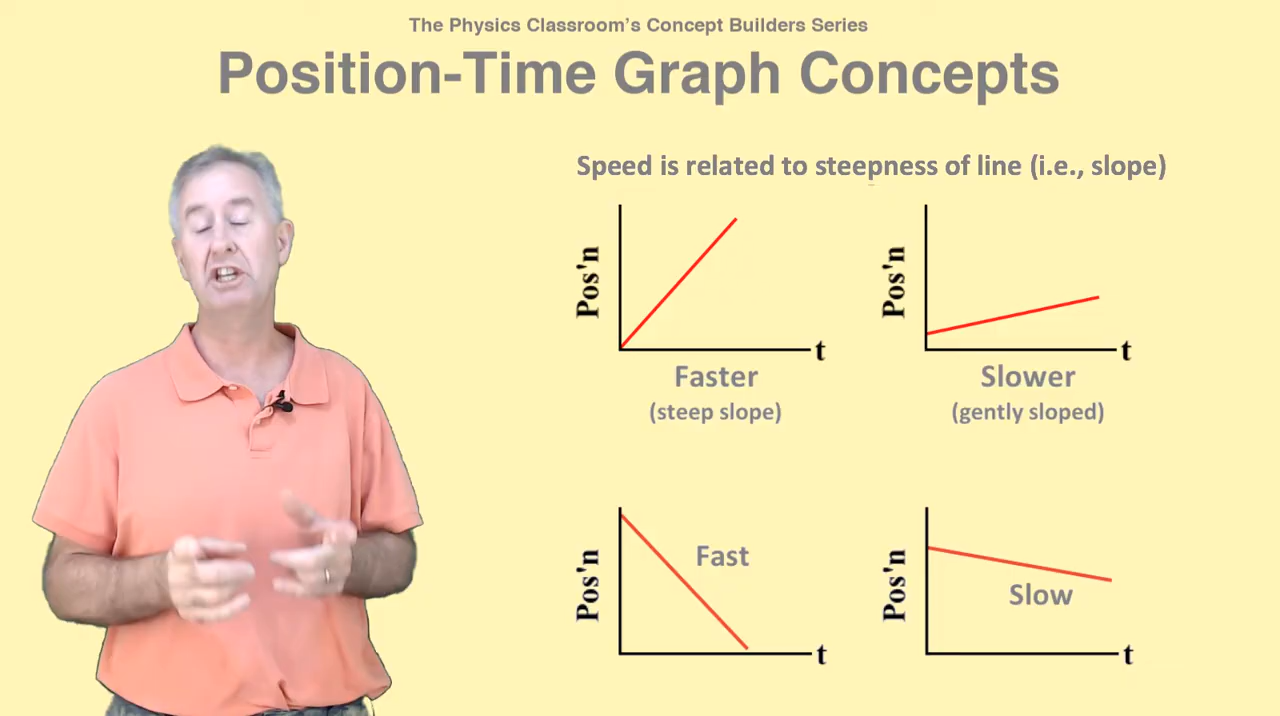 The Physics Classroom's Concept Builders Series
Position-Time Graph Concepts
Speed is related to steepness of line (i.e., slope)
Pos'n
t
Faster
(steep slope)
Pos'n
t
Slower
(gently sloped)
Pos'n
Fast
t
Pos'n
Slow
t